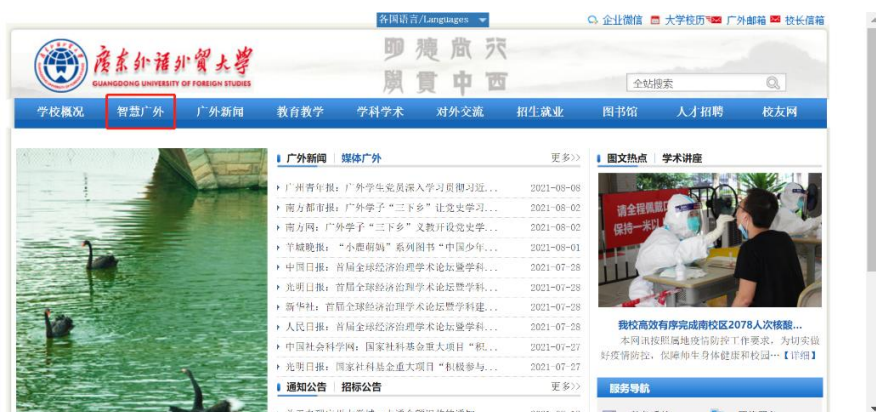 各国语言/Languages
企业微信 大学校历 广外邮箱 校长信箱
广东外语外贸大学
GUANGDONG UNIVERSITY OF FOREIGN STUDIES
明德尚行
學貫中西
全站搜索
学校概况 智慧广外 广外新闻 教育教学 学科学术 对外交流 招生就业 图书馆 人才招聘 校友网
广外新闻 媒体广外 更多>>
广州青年报：广外学生党员深入学习贯彻习近... 2021-08-08
南方都市报：广外学子“三下乡”让党史学习... 2021-08-02
南方网：广外学子“三下乡”义教开设党史学... 2021-08-02
羊城晚报：“小鹿萌妈”系列图书“中国少年... 2021-08-01
中国日报：首届全球经济治理学术论坛暨学科... 2021-07-28
光明日报：首届全球经济治理学术论坛暨学科... 2021-07-28
新华社：首届全球经济治理学术论坛暨学科建... 2021-07-28
人民日报：首届全球经济治理学术论坛暨学科... 2021-07-28
中国社会科学网：国家社科基金重大项目“积... 2021-07-27
光明日报：国家社科基金重大项目“积极参与... 2021-07-27
通知公告 招标公告 更多>>
图文热点 学术讲座
请全程佩戴口
保持一米以
我校高效有序完成南校区2078人次核酸...
本网讯按照属地疫情防控工作要求，为切实做
好疫情防控，保障师生身体健康和校园…【详细】
服务导航